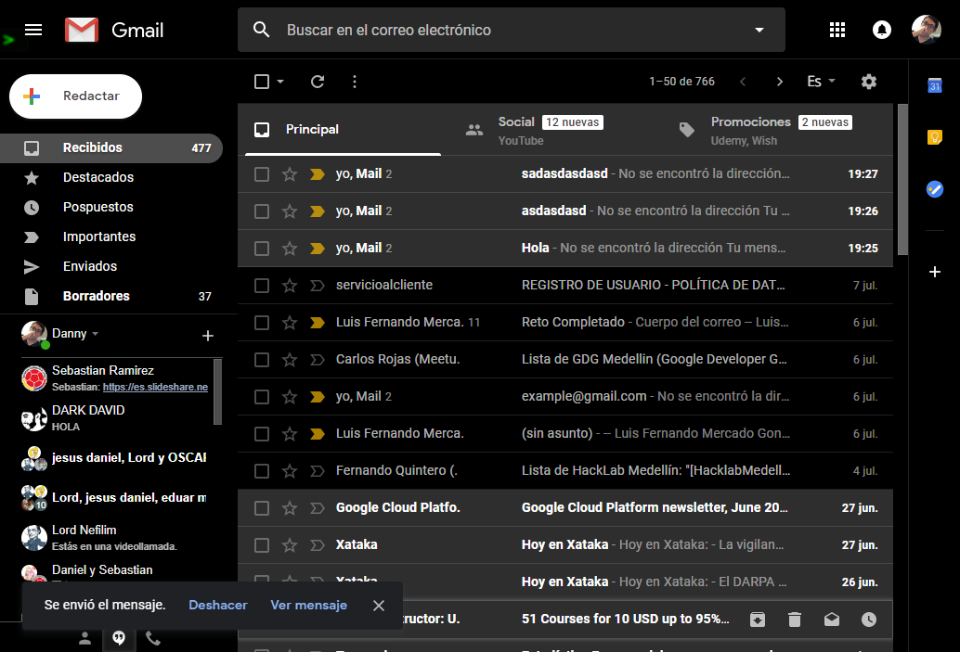 Gmail
Buscar en el correo electrónico
Redactar
1–50 de 766
Es
31
Recibidos 477
Destacados
Pospuestos
Importantes
Enviados
Borradores 37
Danny
Sebastian Ramirez
Sebastian: https://es.slideshare.ne
DARK DAVID
HOLA
jesus daniel, Lord y OSCAI
Lord, jesus daniel, eduar m
10
Lord Nefilim
Estás en una videollamada.
Daniel y Sebastian
Principal
Social 12 nuevas
YouTube
Promociones 2 nuevas
Udemy, Wish
yo, Mail 2 sadasdasdasd - No se encontró la dirección… 19:27
yo, Mail 2 asdasdasd - No se encontró la dirección Tu … 19:26
yo, Mail 2 Hola - No se encontró la dirección Tu mens… 19:25
servicioalcliente REGISTRO DE USUARIO - POLÍTICA DE DAT… 7 jul.
Luis Fernando Merca. 11 Reto Completado - Cuerpo del correo -- Luis… 6 jul.
Carlos Rojas (Meetu. Lista de GDG Medellin (Google Developer G… 6 jul.
yo, Mail 2 example@gmail.com - No se encontró la dir… 6 jul.
Luis Fernando Merca. (sin asunto) - -- Luis Fernando Mercado Gon… 6 jul.
Fernando Quintero (. Lista de HackLab Medellín: "[HacklabMedell… 4 jul.
Google Cloud Platfo. Google Cloud Platform newsletter, June 20… 27 jun.
Xataka Hoy en Xataka - Hoy en Xataka: - La vigilan… 27 jun.
Xataka Hoy en Xataka - Hoy en Xataka: - El DARPA … 26 jun.
tructor: U. 51 Courses for 10 USD up to 95%…
Se envió el mensaje. Deshacer Ver mensaje